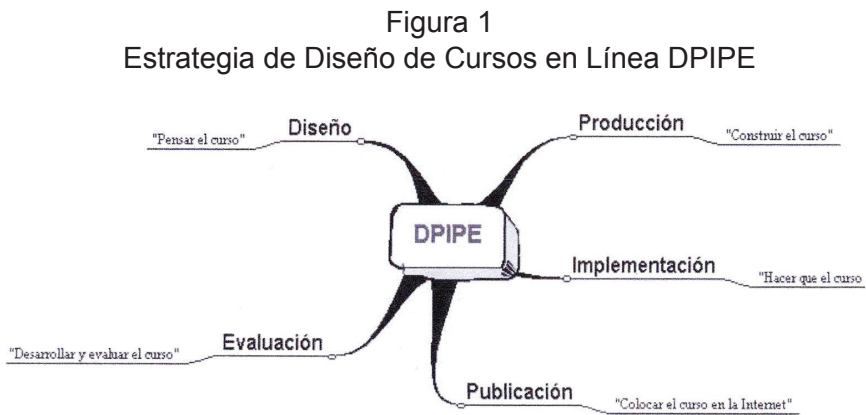 Figura 1
Estrategia de Diseño de Cursos en Línea DPIPE
Diseño
"Pensar el curso"
Producción
"Construir el curso"
DPIPE
Implementación
"Hacer que el curso
Evaluación
"Desarrollar y evaluar el curso"
Publicación
"Colocar el curso en la Internet"